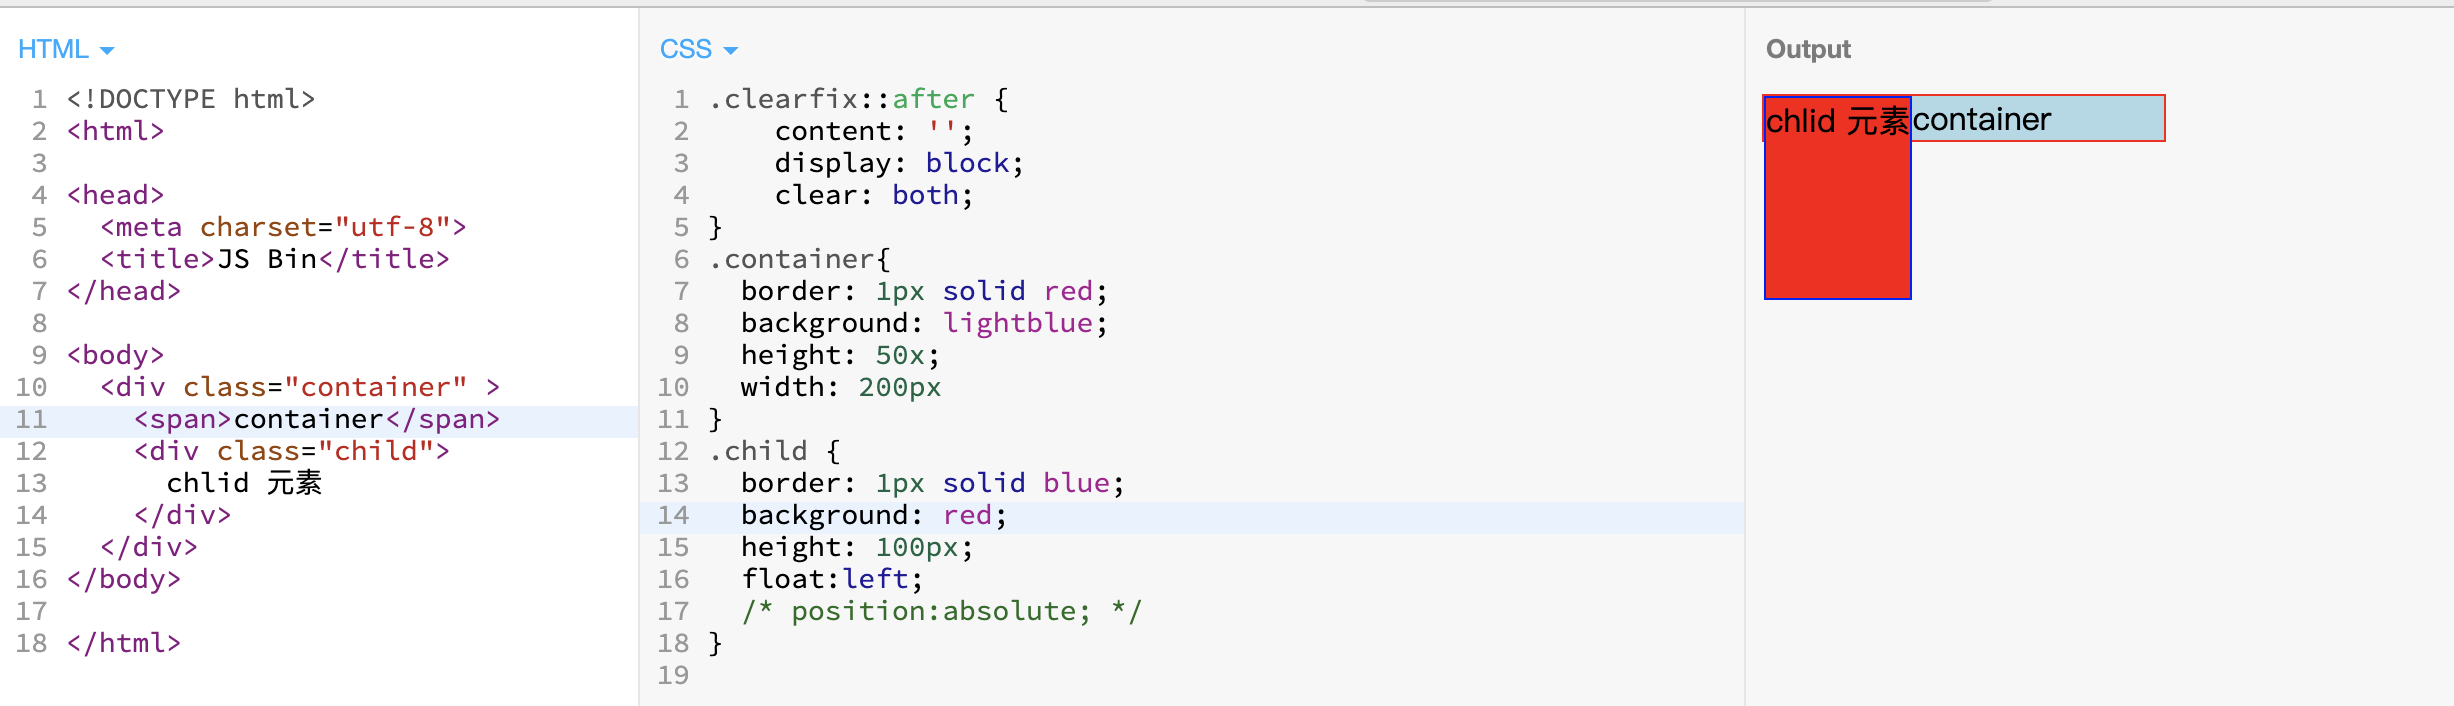 HTML
1 <!DOCTYPE html>
2 <html>
3
4 <head>
5   <meta charset="utf-8">
6   <title>JS Bin</title>
7 </head>
8
9 <body>
10   <div class="container" >
11     <span>container</span>
12     <div class="child">
13       chlid 元素
14     </div>
15   </div>
16 </body>
17
18 </html>
CSS
1 .clearfix::after {
2     content: '';
3     display: block;
4     clear: both;
5 }
6 .container{
7   border: 1px solid red;
8   background: lightblue;
9   height: 50x;
10   width: 200px
11 }
12 .child {
13   border: 1px solid blue;
14   background: red;
15   height: 100px;
16   float:left;
17   /* position:absolute; */
18 }
19
Output
chlid 元素container